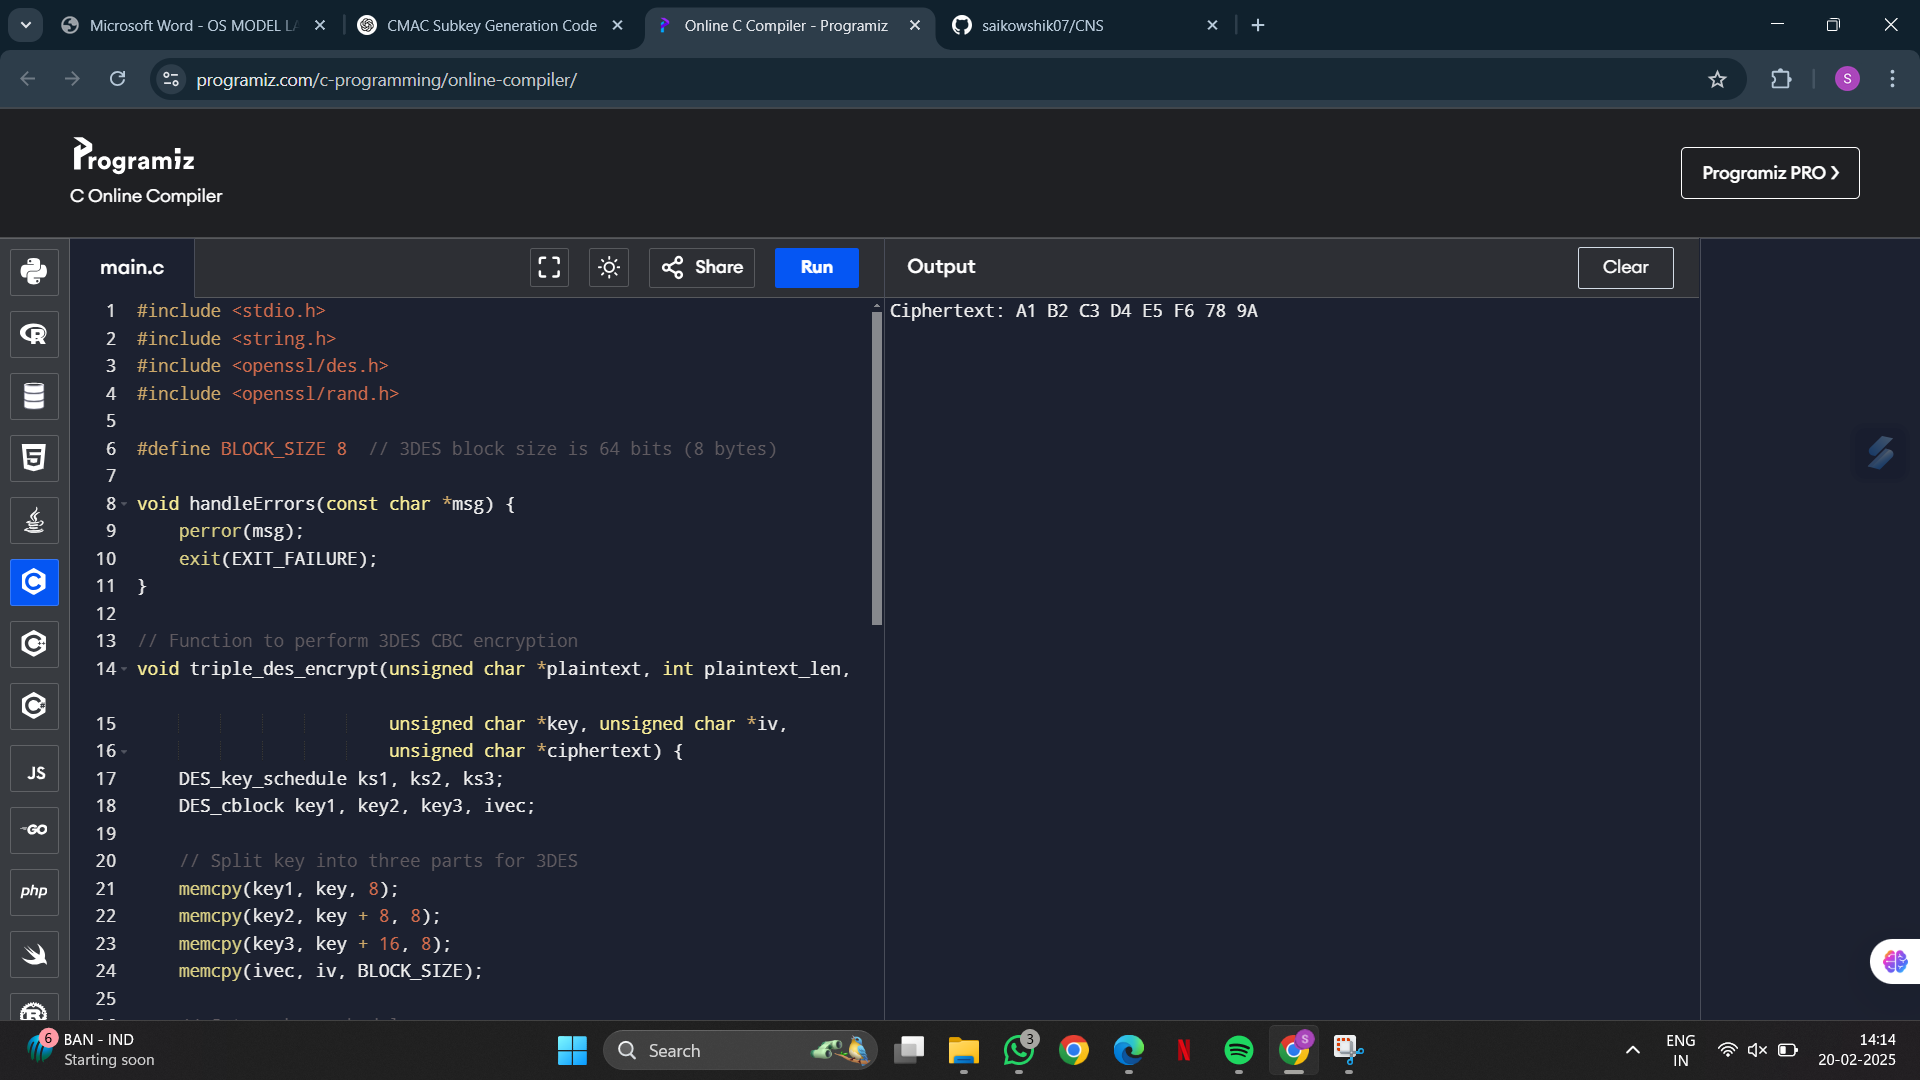 Microsoft Word - OS MODEL LA
CMAC Subkey Generation Code
Online C Compiler - Programiz
saikowshik07/CNS
programiz.com/c-programming/online-compiler/
S
Programiz
C Online Compiler
Programiz PRO
main.c
Share
Run
Output
Clear
1 #include <stdio.h>
2 #include <string.h>
3 #include <openssl/des.h>
4 #include <openssl/rand.h>
5
6 #define BLOCK_SIZE 8  // 3DES block size is 64 bits (8 bytes)
7
8 void handleErrors(const char *msg) {
9     perror(msg);
10     exit(EXIT_FAILURE);
11 }
12
13 // Function to perform 3DES CBC encryption
14 void triple_des_encrypt(unsigned char *plaintext, int plaintext_len,
15                         unsigned char *key, unsigned char *iv,
16                         unsigned char *ciphertext) {
17     DES_key_schedule ks1, ks2, ks3;
18     DES_cblock key1, key2, key3, ivec;
19
20     // Split key into three parts for 3DES
21     memcpy(key1, key, 8);
22     memcpy(key2, key + 8, 8);
23     memcpy(key3, key + 16, 8);
24     memcpy(ivec, iv, BLOCK_SIZE);
25
Ciphertext: A1 B2 C3 D4 E5 F6 78 9A
R
5
C
C
C
JS
GO
php
R
6
BAN - IND
Starting soon
Search
3
N
S
ENG
IN
14:14
20-02-2025